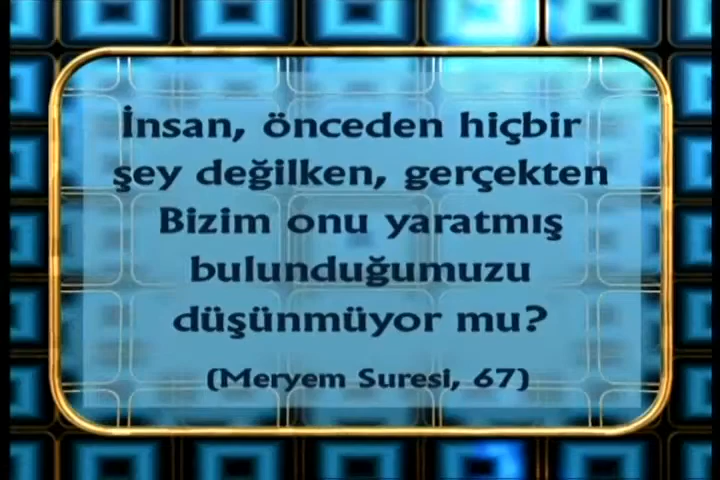 İnsan, önceden hiçbir
şey değilken, gerçekten
Bizim onu yaratmış
bulunduğumuzu
düşünmüyor mu?
(Meryem Suresi, 67)